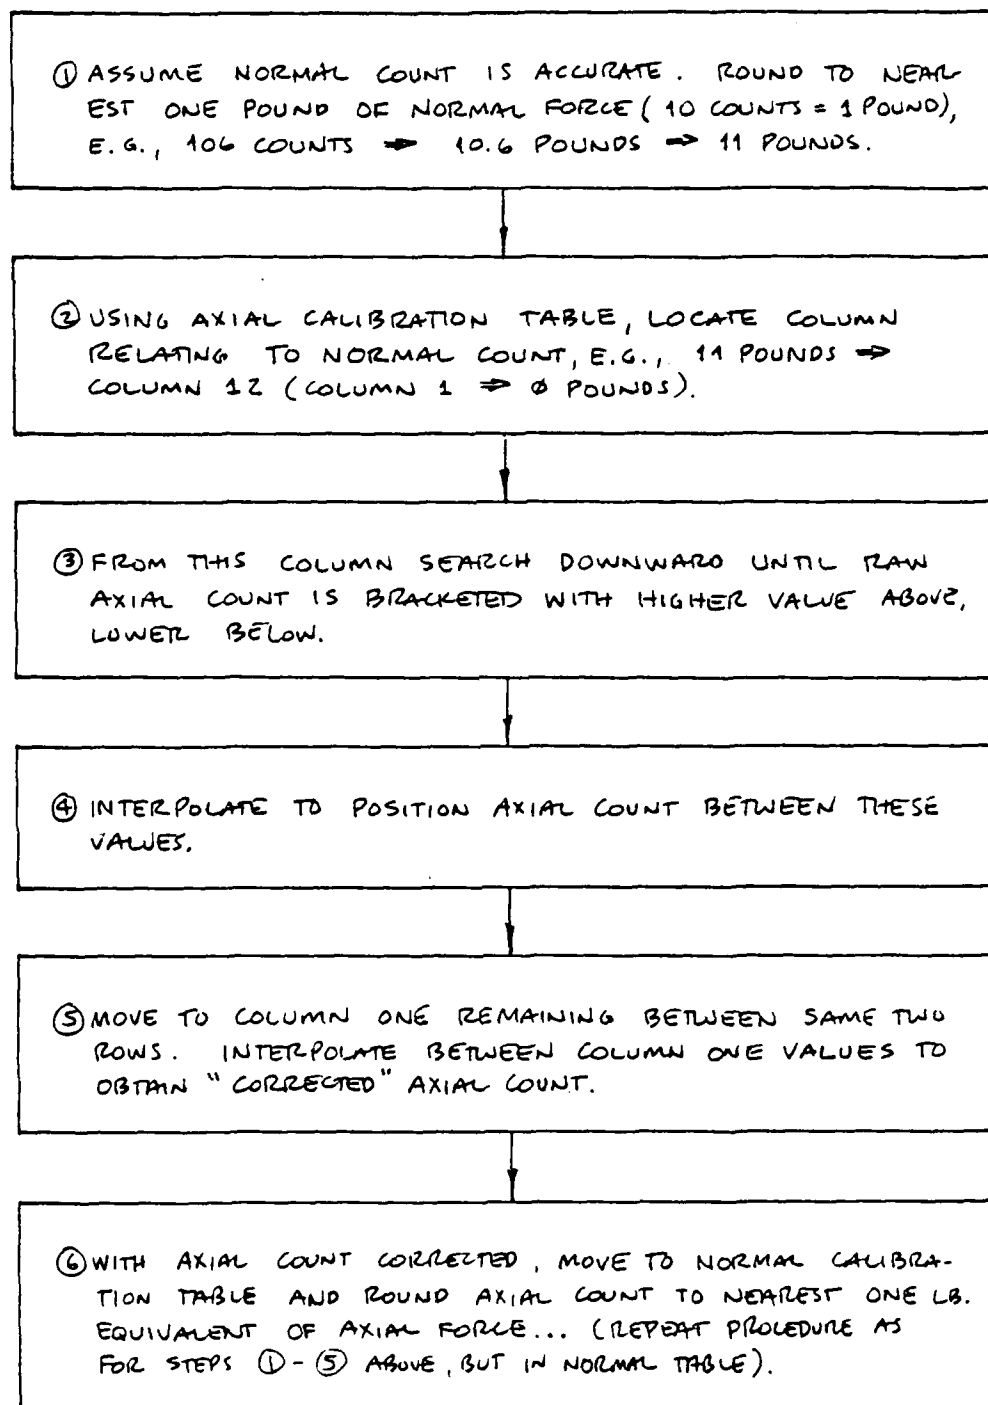 ① ASSUME NORMAL COUNT IS ACCURATE. ROUND TO NEAR-
EST ONE POUND OF NORMAL FORCE (10 COUNTS = 1 POUND),
E.G., 106 COUNTS ⇒ 10.6 POUNDS ⇒ 11 POUNDS.
② USING AXIAL CALIBRATION TABLE, LOCATE COLUMN
RELATING TO NORMAL COUNT, E.G., 11 POUNDS ⇒
COLUMN 12 (COLUMN 1 ⇒ Ø POUNDS).
③ FROM THIS COLUMN SEARCH DOWNWARD UNTIL RAW
AXIAL COUNT IS BRACKETED WITH HIGHER VALUE ABOVE,
LOWER BELOW.
④ INTERPOLATE TO POSITION AXIAL COUNT BETWEEN THESE
VALUES.
⑤ MOVE TO COLUMN ONE REMAINING BETWEEN SAME TWO
ROWS. INTERPOLATE BETWEEN COLUMN ONE VALUES TO
OBTAIN "CORRECTED" AXIAL COUNT.
⑥ WITH AXIAL COUNT CORRECTED, MOVE TO NORMAL CALIBRA-
TION TABLE AND ROUND AXIAL COUNT TO NEAREST ONE LB.
EQUIVALENT OF AXIAL FORCE... (REPEAT PROCEDURE AS
FOR STEPS ①-⑤ ABOVE, BUT IN NORMAL TABLE).